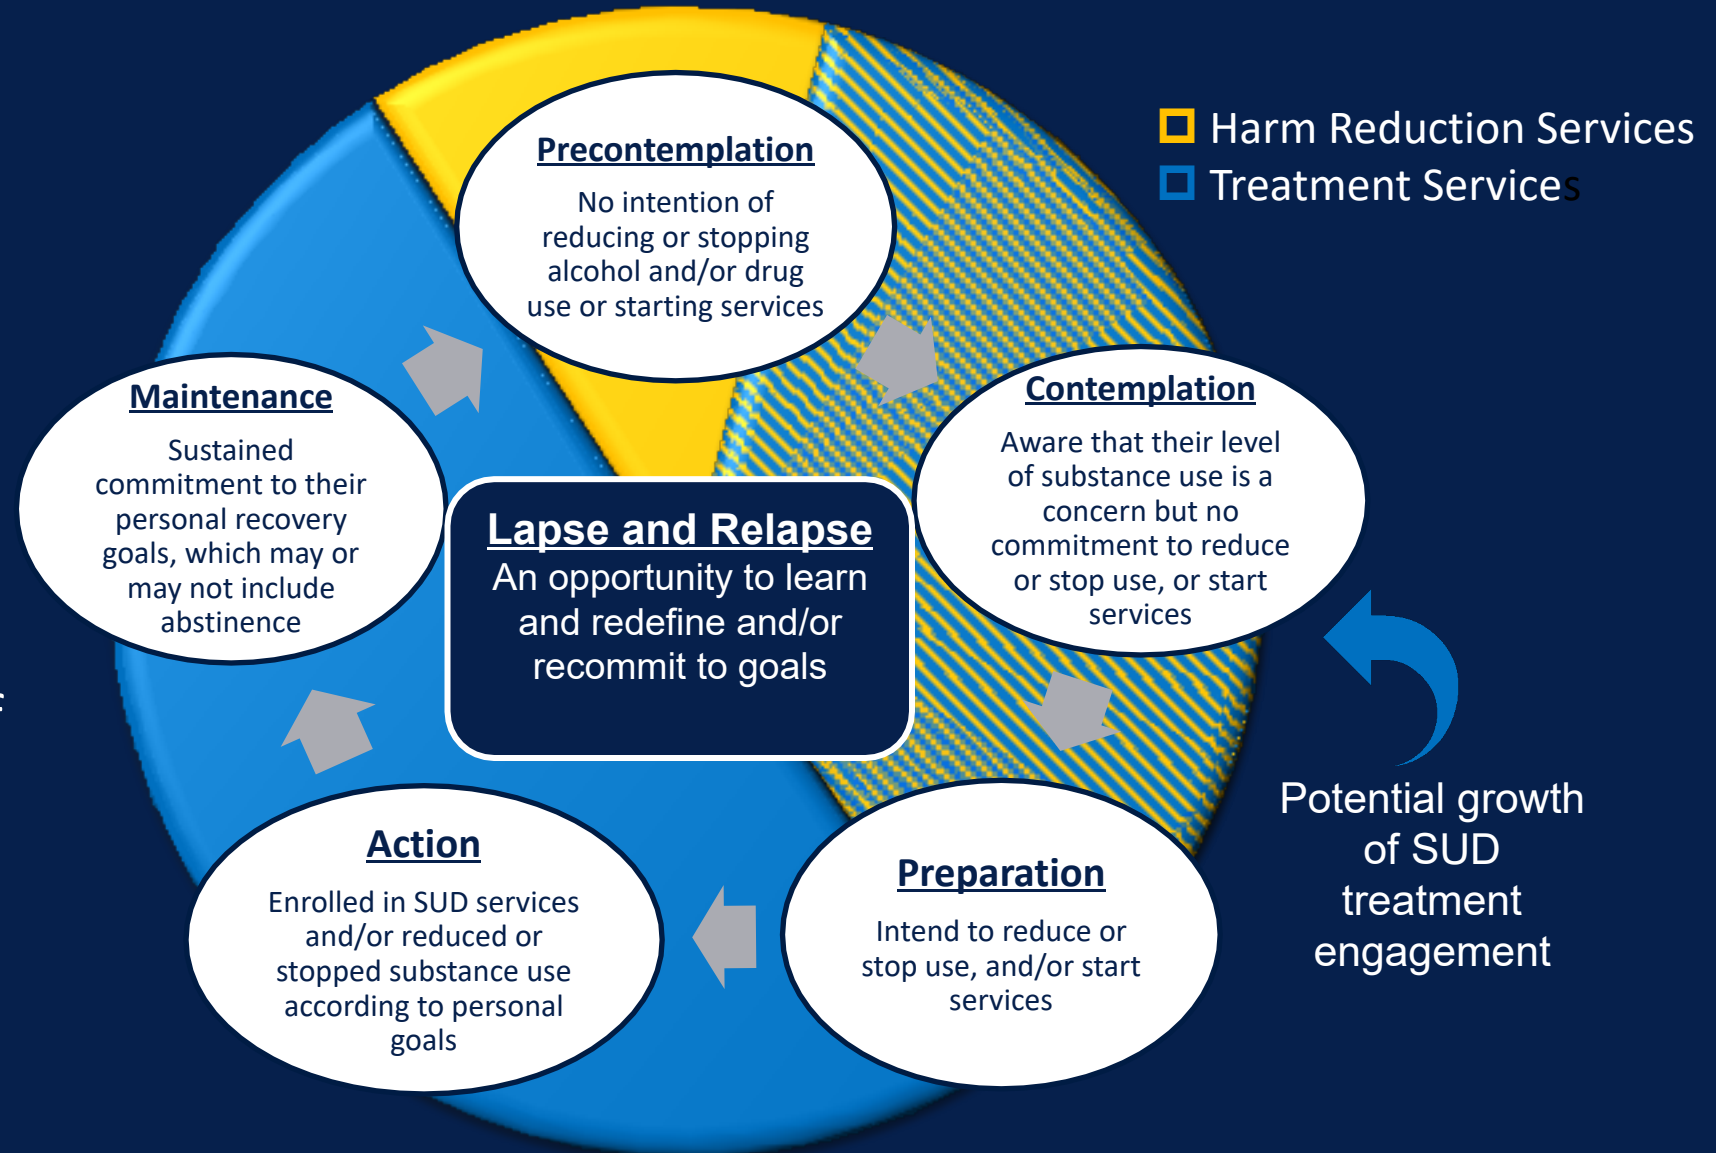 Harm Reduction Services
Treatment Services
Precontemplation
No intention of
reducing or stopping
alcohol and/or drug
use or starting services
Contemplation
Aware that their level
of substance use is a
concern but no
commitment to reduce
or stop use, or start
services
Maintenance
Sustained
commitment to their
personal recovery
goals, which may or
may not include
abstinence
Lapse and Relapse
An opportunity to learn
and redefine and/or
recommit to goals
Action
Enrolled in SUD services
and/or reduced or
stopped substance use
according to personal
goals
Preparation
Intend to reduce or
stop use, and/or start
services
Potential growth
of SUD
treatment
engagement